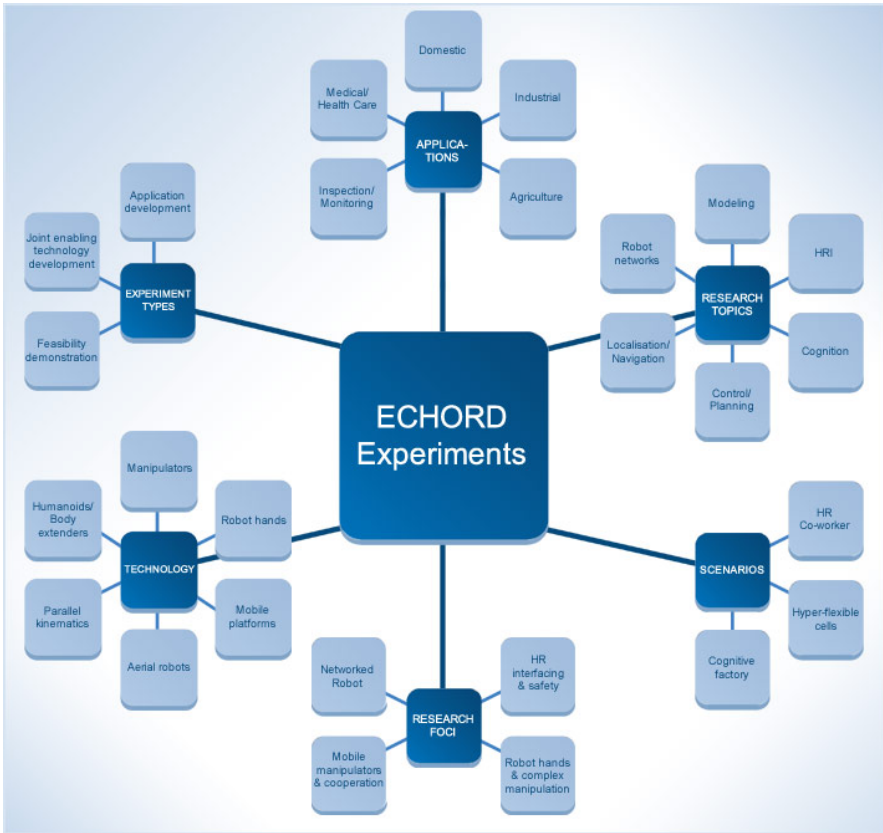 Domestic
Medical/
Health Care
Industrial
APPLICA-
TIONS
Inspection/
Monitoring
Agriculture
Application
development
Joint enabling
technology
development
EXPERIMENT
TYPES
Feasibility
demonstration
Modeling
Robot
networks
HRI
RESEARCH
TOPICS
Localisation/
Navigation
Cognition
Control/
Planning
ECHORD
Experiments
Manipulators
Humanoids/
Body
extenders
Robot hands
TECHNOLOGY
Parallel
kinematics
Mobile
platforms
Aerial robots
HR
Co-worker
SCENARIOS
Hyper-flexible
cells
Cognitive
factory
Networked
Robot
HR
interfacing
& safety
RESEARCH
FOCI
Mobile
manipulators
& cooperation
Robot hands
& complex
manipulation